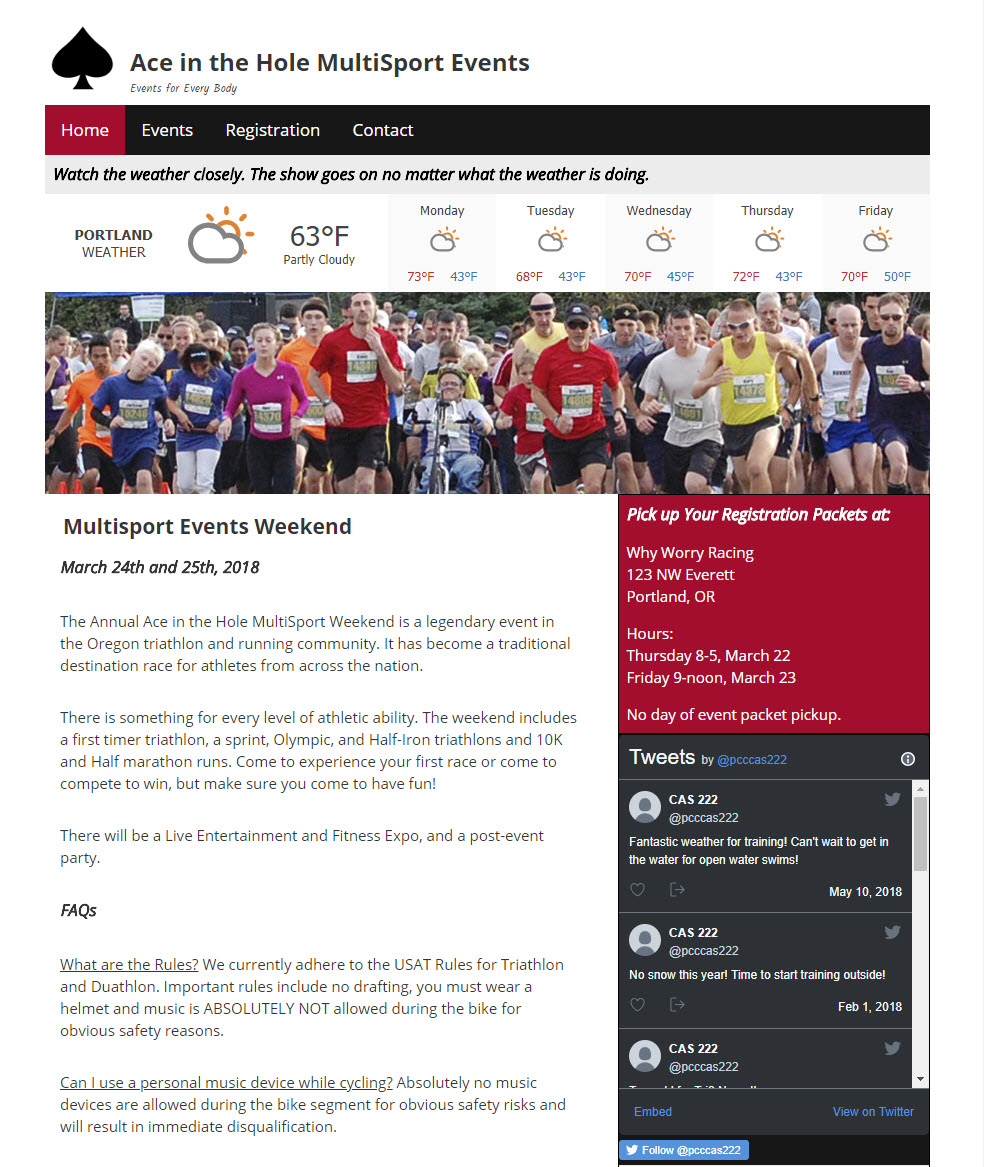 Ace in the Hole MultiSport Events
Events for Every Body
Home Events Registration Contact
Watch the weather closely. The show goes on no matter what the weather is doing.
PORTLAND
WEATHER
63°F
Partly Cloudy
Monday Tuesday Wednesday Thursday Friday
73°F 43°F 68°F 43°F 70°F 45°F 72°F 43°F 70°F 50°F
Multisport Events Weekend
March 24th and 25th, 2018
The Annual Ace in the Hole MultiSport Weekend is a legendary event in
the Oregon triathlon and running community. It has become a traditional
destination race for athletes from across the nation.
There is something for every level of athletic ability. The weekend includes
a first timer triathlon, a sprint, Olympic, and Half-Iron triathlons and 10K
and Half marathon runs. Come to experience your first race or come to
compete to win, but make sure you come to have fun!
There will be a Live Entertainment and Fitness Expo, and a post-event
party.
FAQs
What are the Rules? We currently adhere to the USAT Rules for Triathlon
and Duathlon. Important rules include no drafting, you must wear a
helmet and music is ABSOLUTELY NOT allowed during the bike for
obvious safety reasons.
Can I use a personal music device while cycling? Absolutely no music
devices are allowed during the bike segment for obvious safety risks and
will result in immediate disqualification.
Pick up Your Registration Packets at:
Why Worry Racing
123 NW Everett
Portland, OR
Hours:
Thursday 8-5, March 22
Friday 9-noon, March 23
No day of event packet pickup.
Tweets by @pcccas222
CAS 222
@pcccas222
Fantastic weather for training! Can't wait to get in
the water for open water swims!
May 10, 2018
CAS 222
@pcccas222
No snow this year! Time to start training outside!
Feb 1, 2018
CAS 222
@pcccas222
Embed View on Twitter
Follow @pcccas222